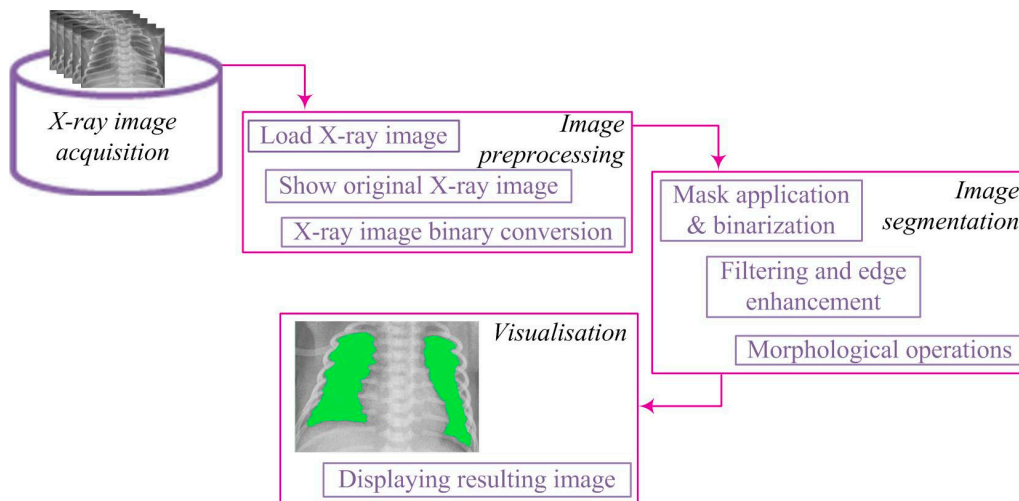 X-ray image
acquisition
Image
preprocessing
Load X-ray image
Show original X-ray image
X-ray image binary conversion
Image
segmentation
Mask application
& binarization
Filtering and edge
enhancement
Morphological operations
Visualisation
Displaying resulting image